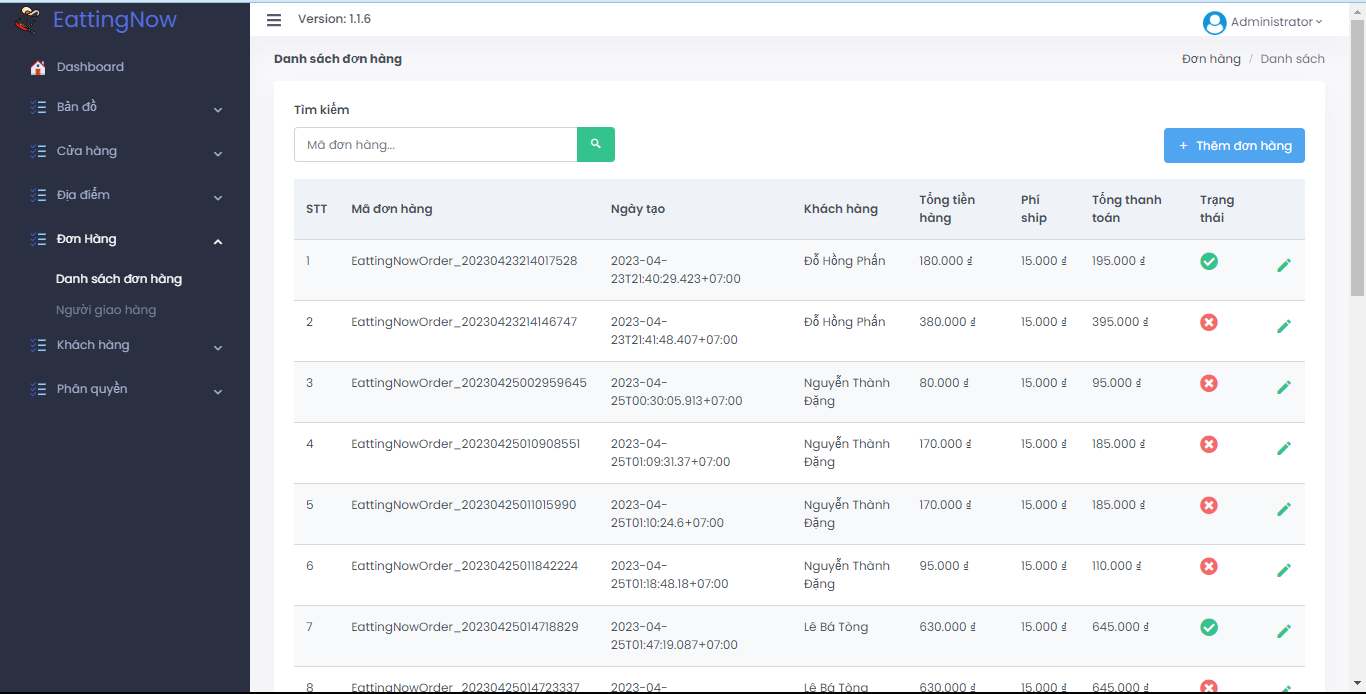 EattingNow
Version: 1.1.6
Administrator
Dashboard
Bản đồ
Cửa hàng
Địa điểm
Đơn Hàng
Danh sách đơn hàng
Người giao hàng
Khách hàng
Phân quyền
Danh sách đơn hàng
Đơn hàng / Danh sách
Tìm kiếm
Mã đơn hàng...
+ Thêm đơn hàng
STT Mã đơn hàng Ngày tạo Khách hàng Tổng tiền hàng Phí ship Tổng thanh toán Trạng thái
1 EattingNowOrder_20230423214017528 2023-04- Đỗ Hồng Phấn 180.000 ₫ 15.000 ₫ 195.000 ₫
23T21:40:29.423+07:00
2 EattingNowOrder_20230423214146747 2023-04- Đỗ Hồng Phấn 380.000 ₫ 15.000 ₫ 395.000 ₫
23T21:41:48.407+07:00
3 EattingNowOrder_20230425002959645 2023-04- Nguyễn Thành 80.000 ₫ 15.000 ₫ 95.000 ₫
25T00:30:05.913+07:00 Đặng
4 EattingNowOrder_20230425010908551 2023-04- Nguyễn Thành 170.000 ₫ 15.000 ₫ 185.000 ₫
25T01:09:31.37+07:00 Đặng
5 EattingNowOrder_20230425011015990 2023-04- Nguyễn Thành 170.000 ₫ 15.000 ₫ 185.000 ₫
25T01:10:24.6+07:00 Đặng
6 EattingNowOrder_20230425011842224 2023-04- Nguyễn Thành 95.000 ₫ 15.000 ₫ 110.000 ₫
25T01:18:48.18+07:00 Đặng
7 EattingNowOrder_20230425014718829 2023-04- Lê Bá Tòng 630.000 ₫ 15.000 ₫ 645.000 ₫
25T01:47:19.087+07:00
8 EattingNowOrder_20230425014723337 2023-04- Lê Bá Tòng 630.000 ₫ 15.000 ₫ 645.000 ₫